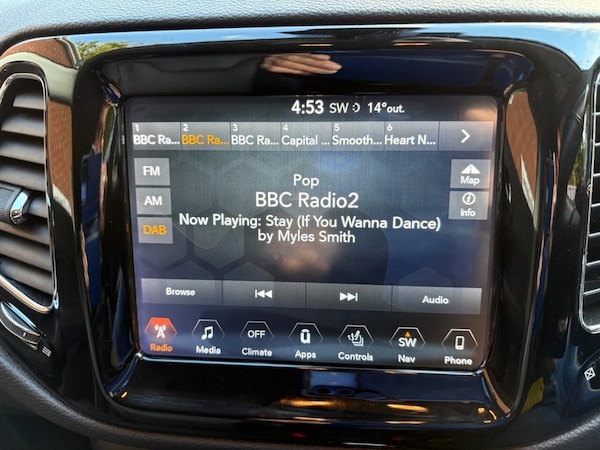 4:53 SW 14°out.
1 2 3 4 5 6
BBC Ra... BBC Ra... BBC Ra... Capital ... Smooth... Heart N...
FM
AM
DAB
Pop
BBC Radio2
Now Playing: Stay (If You Wanna Dance)
by Myles Smith
Map
Info
Browse
Audio
OFF SW
Radio Media Climate Apps Controls Nav Phone